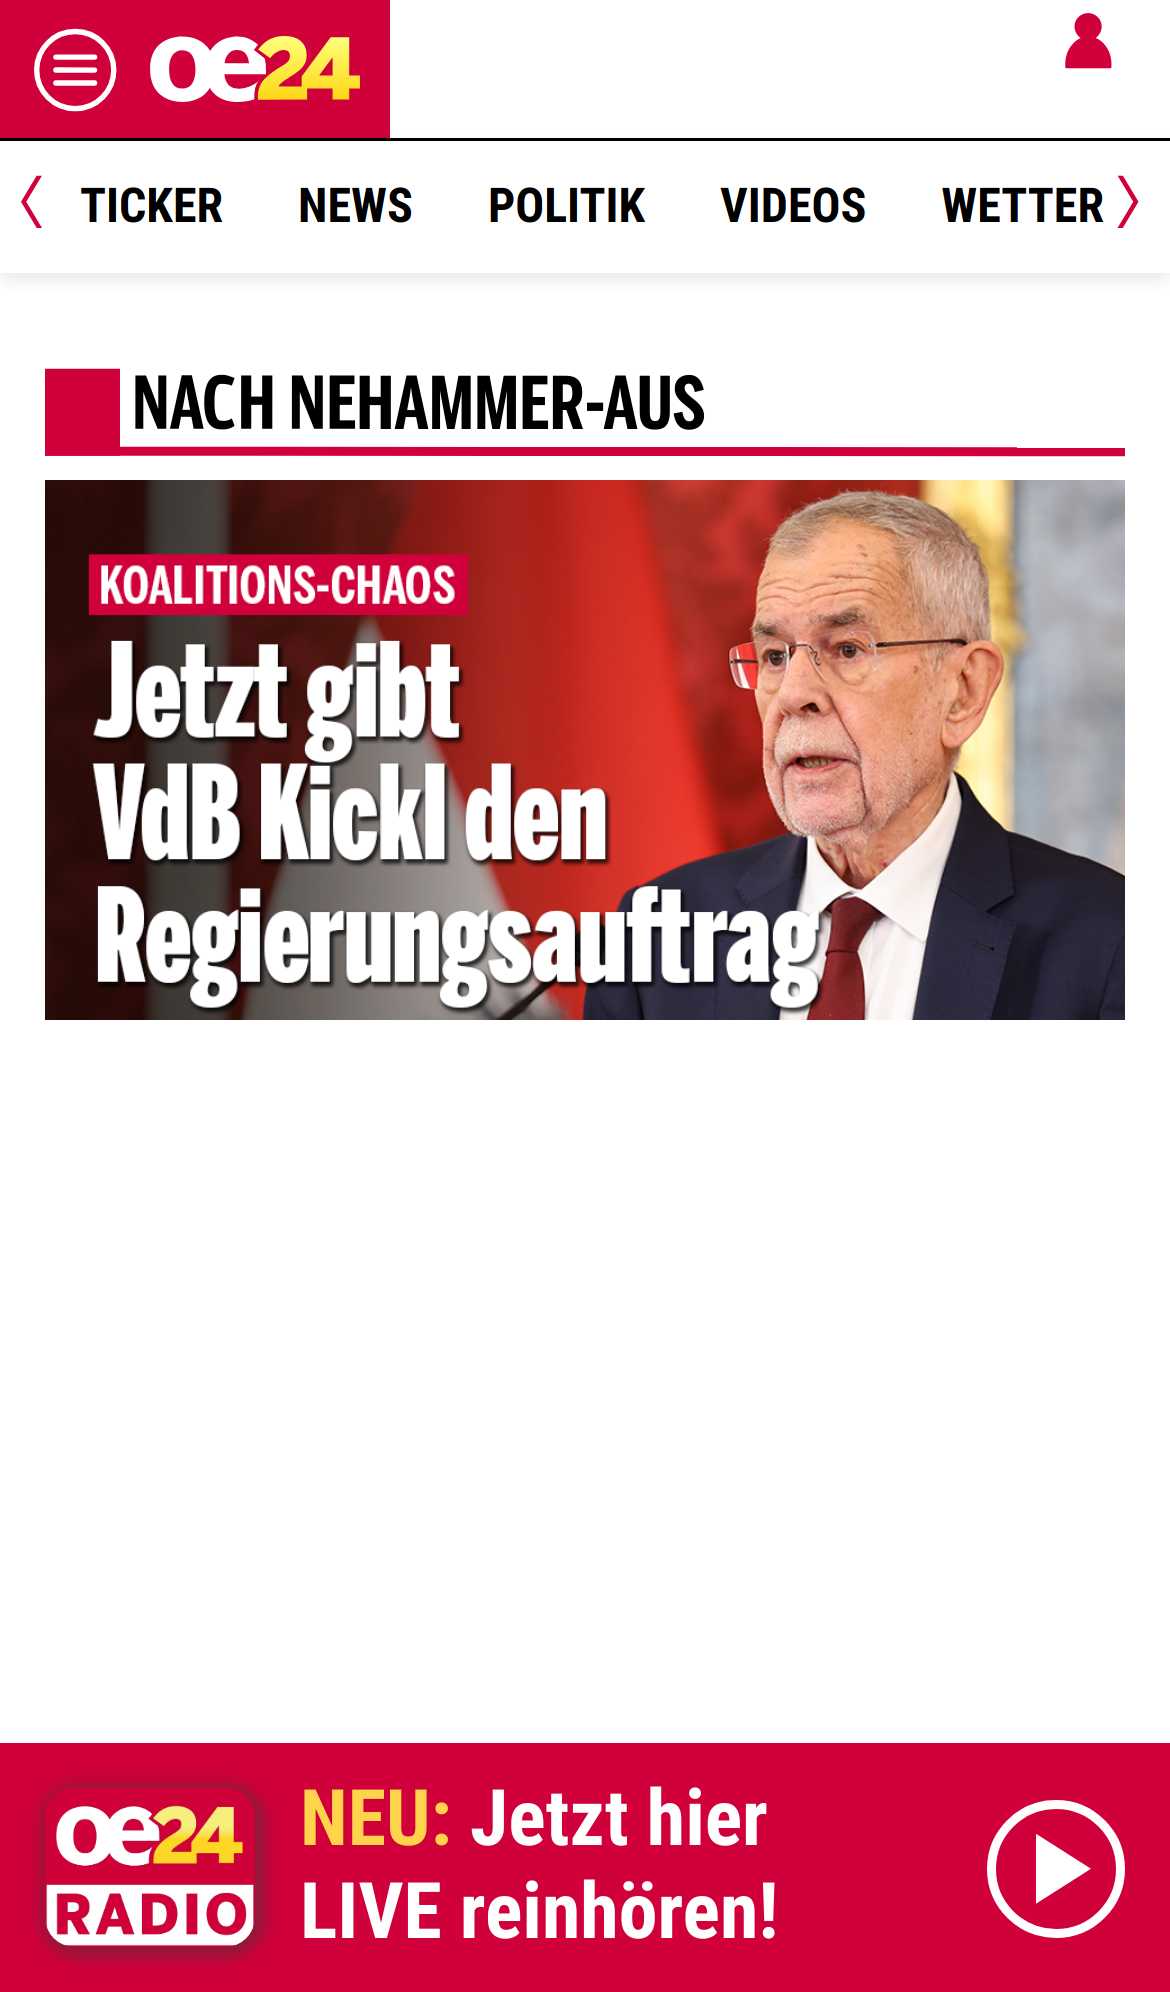 oe24
TICKER NEWS POLITIK VIDEOS WETTER
NACH NEHAMMER-AUS
KOALITIONS-CHAOS
Jetzt gibt
VdB Kickl den
Regierungsauftrag
oe24
RADIO
NEU: Jetzt hier
LIVE reinhören!